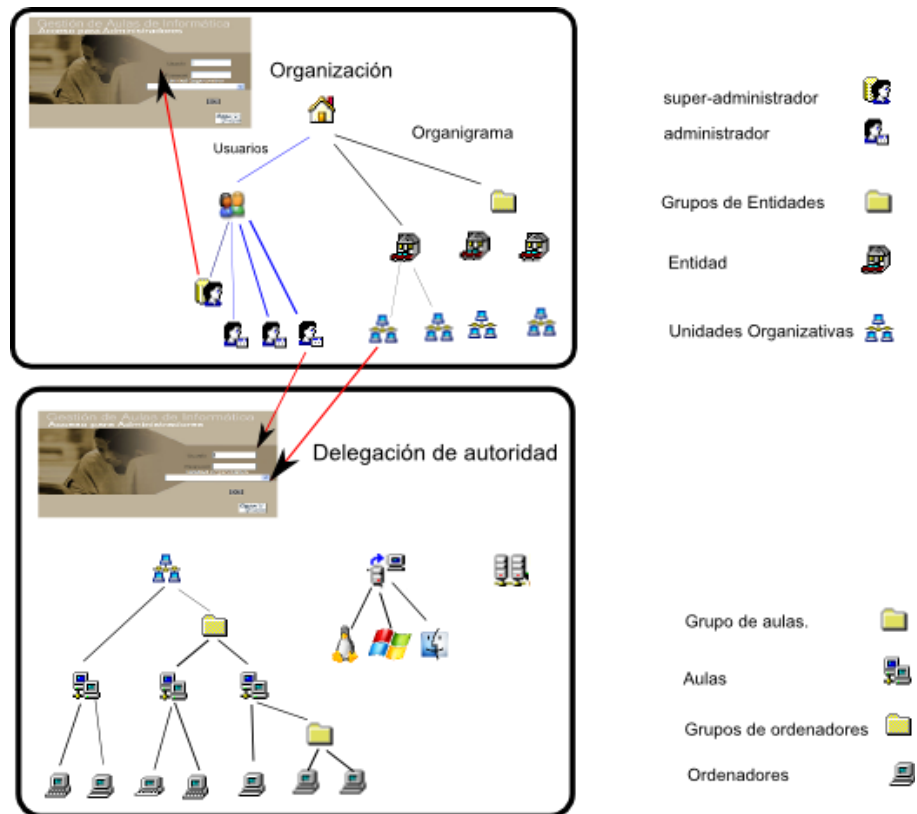 Gestión de Aulas de Informática
Acceso para Administradores
Organización
Organigrama
Usuarios
super-administrador
administrador
Grupos de Entidades
Entidad
Unidades Organizativas
Gestión de Aulas de Informática
Acceso para Administradores
Delegación de autoridad
Grupo de aulas.
Aulas
Grupos de ordenadores
Ordenadores